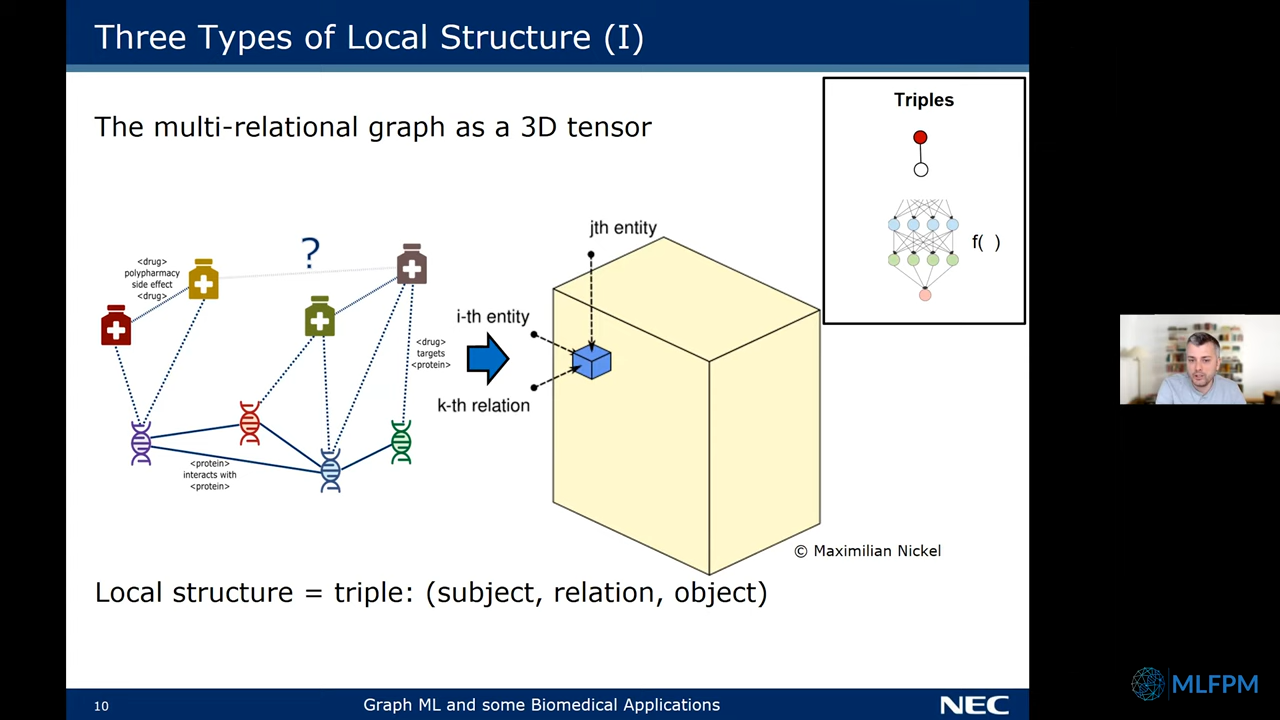 Three Types of Local Structure (I)
The multi-relational graph as a 3D tensor
Triples
f( )
?
<drug>
polypharmacy
side effect
<drug>
<drug>
targets
<protein>
<protein>
interacts with
<protein>
jth entity
i-th entity
k-th relation
© Maximilian Nickel
Local structure = triple: (subject, relation, object)
10
Graph ML and some Biomedical Applications
NEC
MLFPM